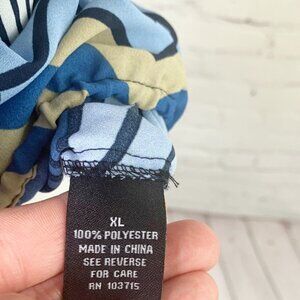 XL
100% POLYESTER
MADE IN CHINA
SEE REVERSE
FOR CARE
RN 103715